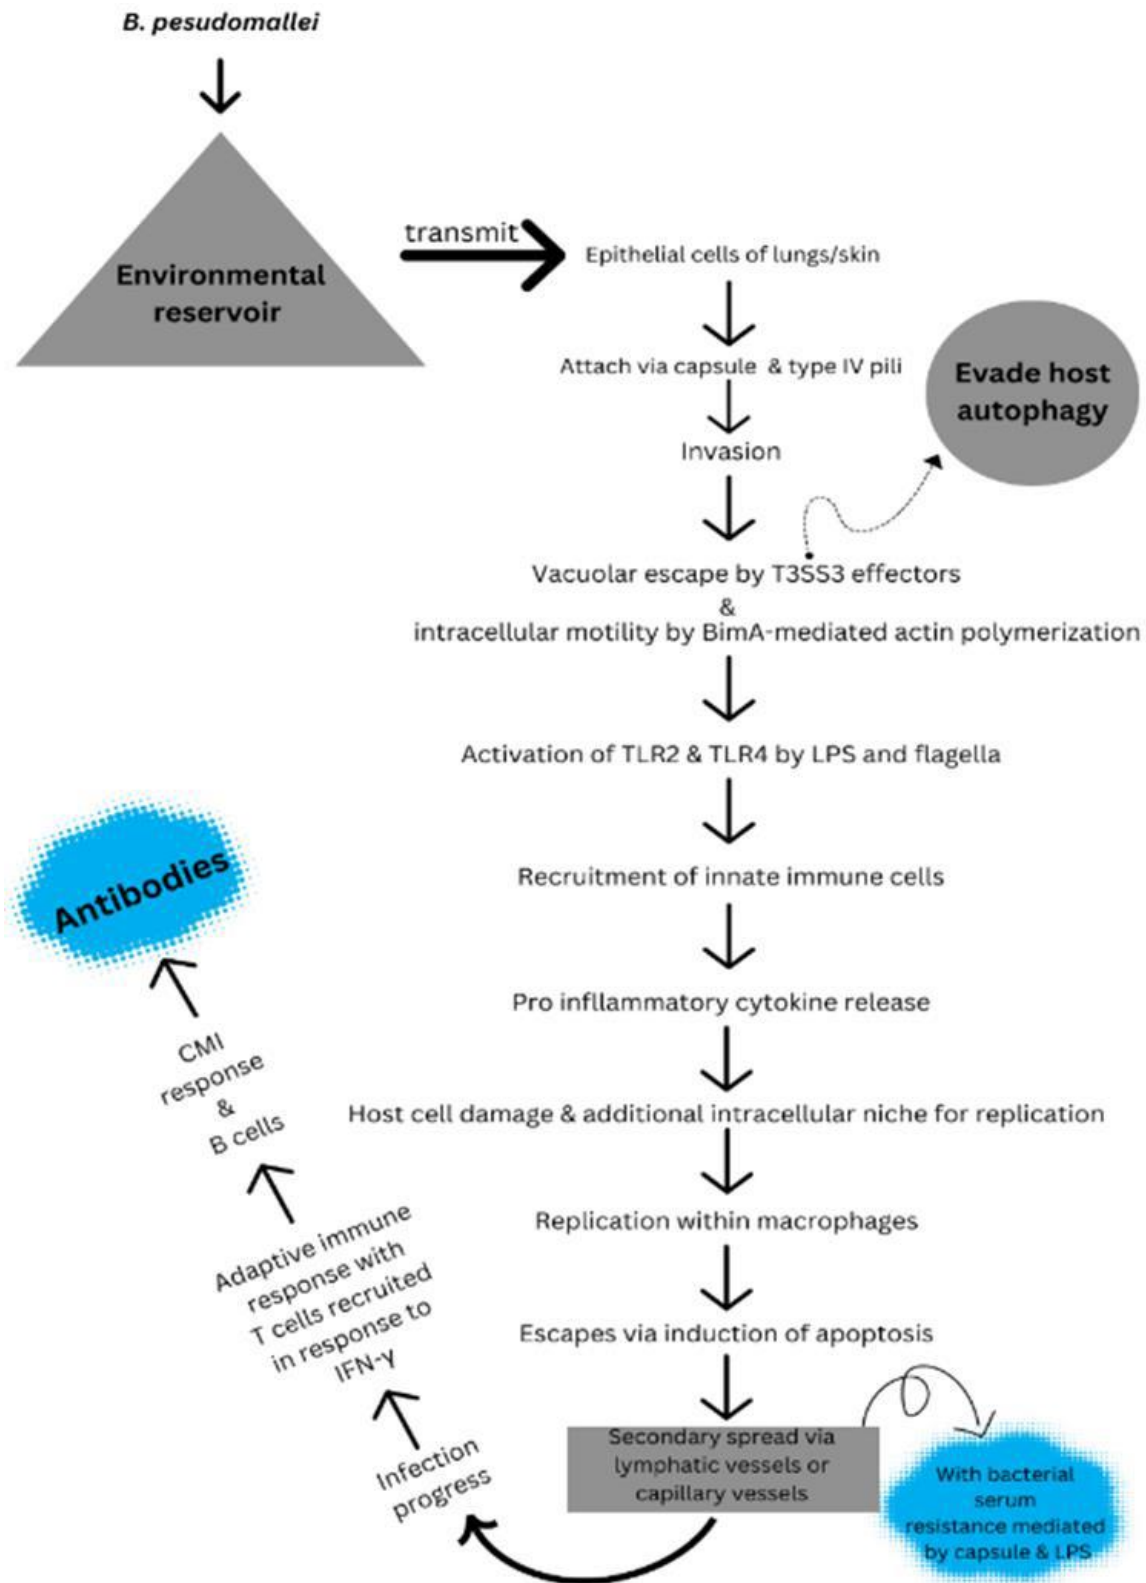 B. pesudomallei
Environmental
reservoir
transmit
Epithelial cells of lungs/skin
Attach via capsule & type IV pili
Evade host
autophagy
Invasion
Vacuolar escape by T3SS3 effectors
&
intracellular motility by BimA-mediated actin polymerization
Activation of TLR2 & TLR4 by LPS and flagella
Recruitment of innate immune cells
Pro infllammatory cytokine release
Host cell damage & additional intracellular niche for replication
Replication within macrophages
Escapes via induction of apoptosis
Secondary spread via
lymphatic vessels or
capillary vessels
With bacterial
serum
resistance mediated
by capsule & LPS
Infection
progress
Adaptive immune
response with
T cells recruited
in response to
IFN-γ
CMI
response
&
B cells
Antibodies